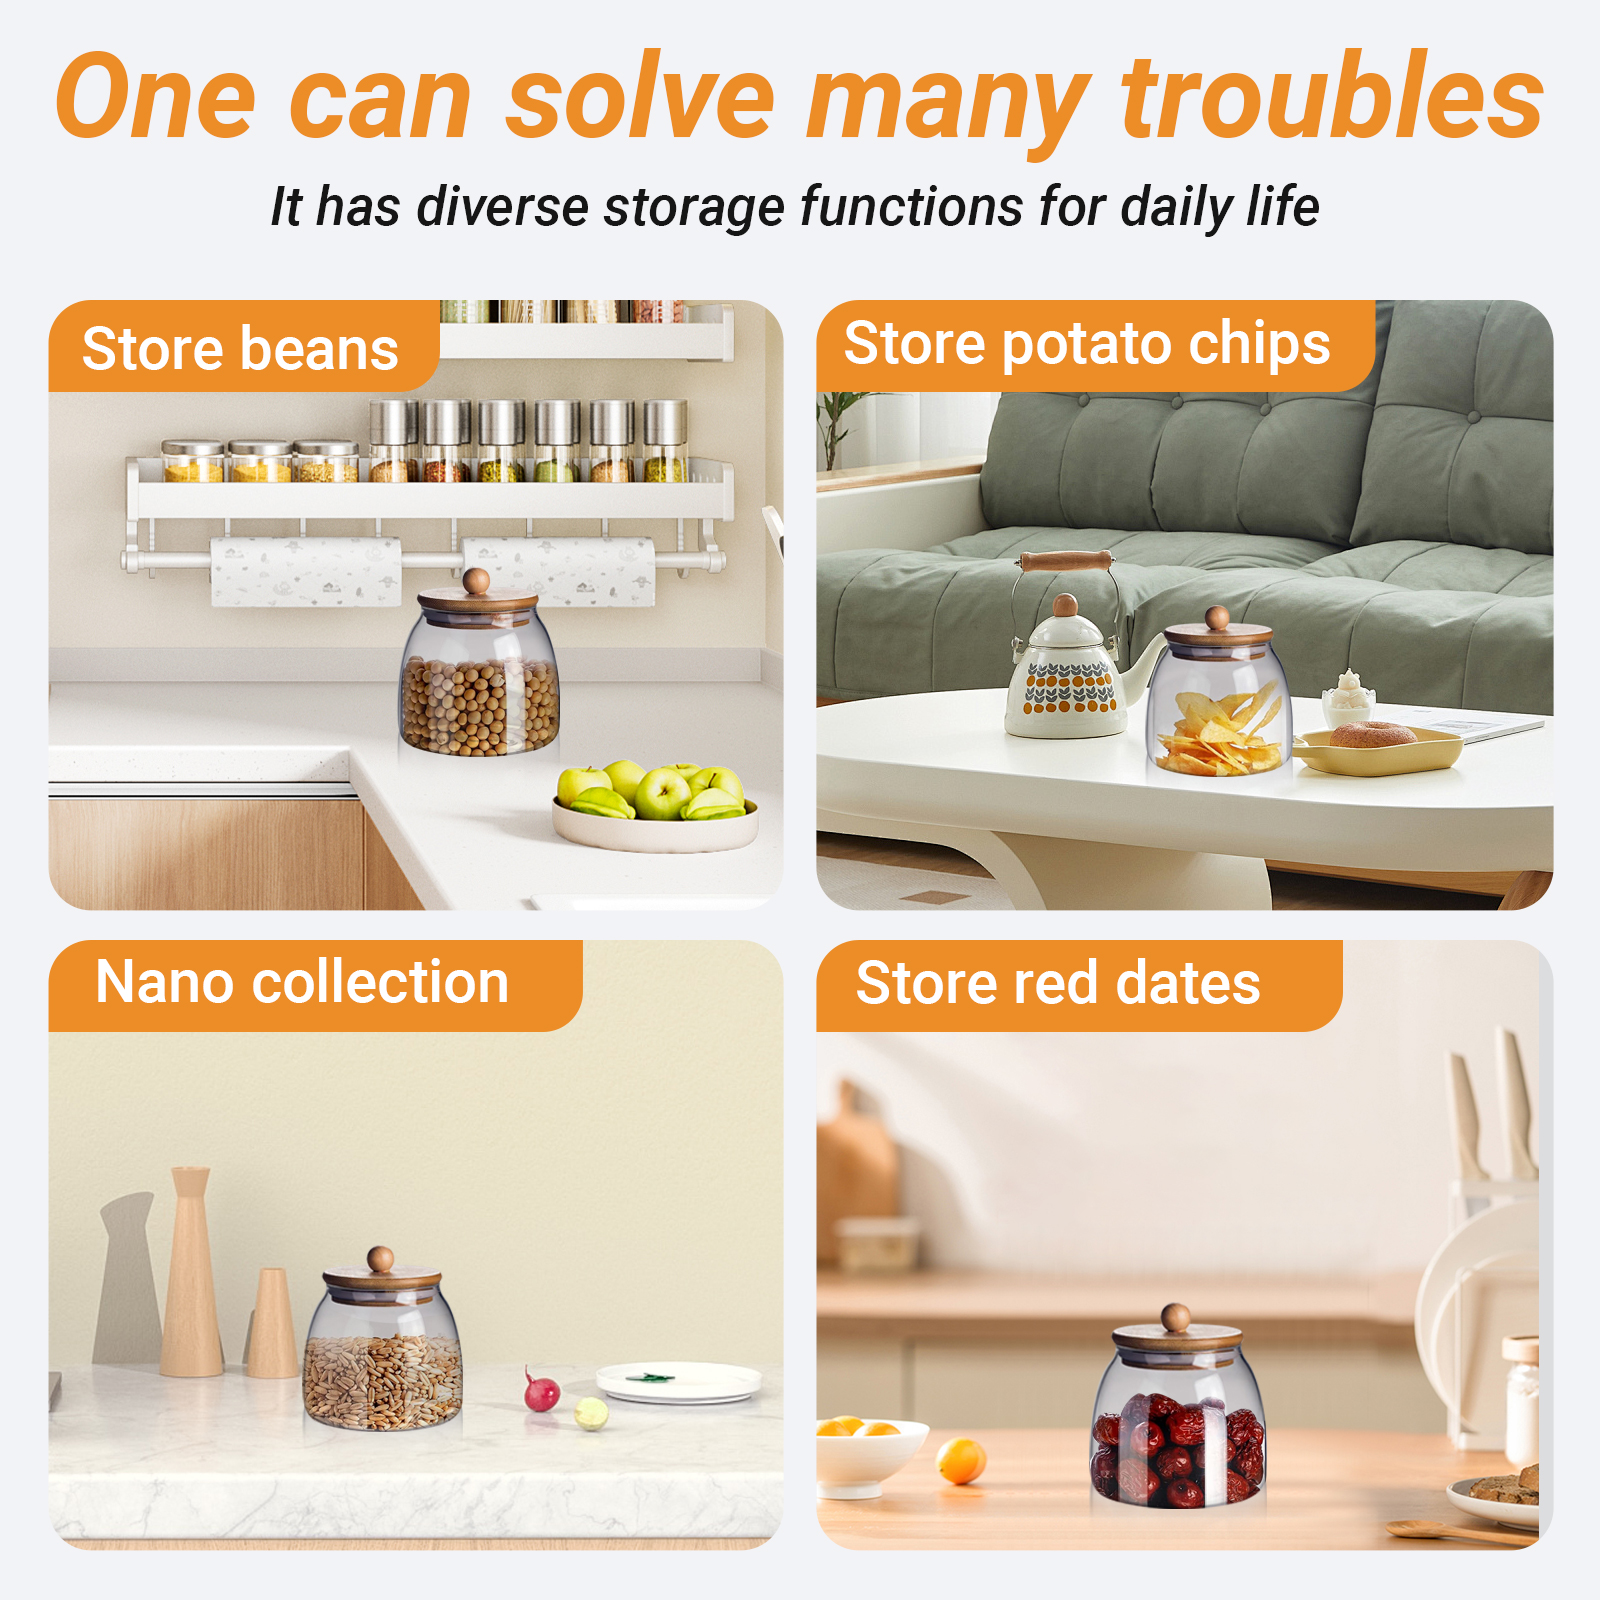 One can solve many troubles
It has diverse storage functions for daily life
Store beans
Store potato chips
Nano collection
Store red dates